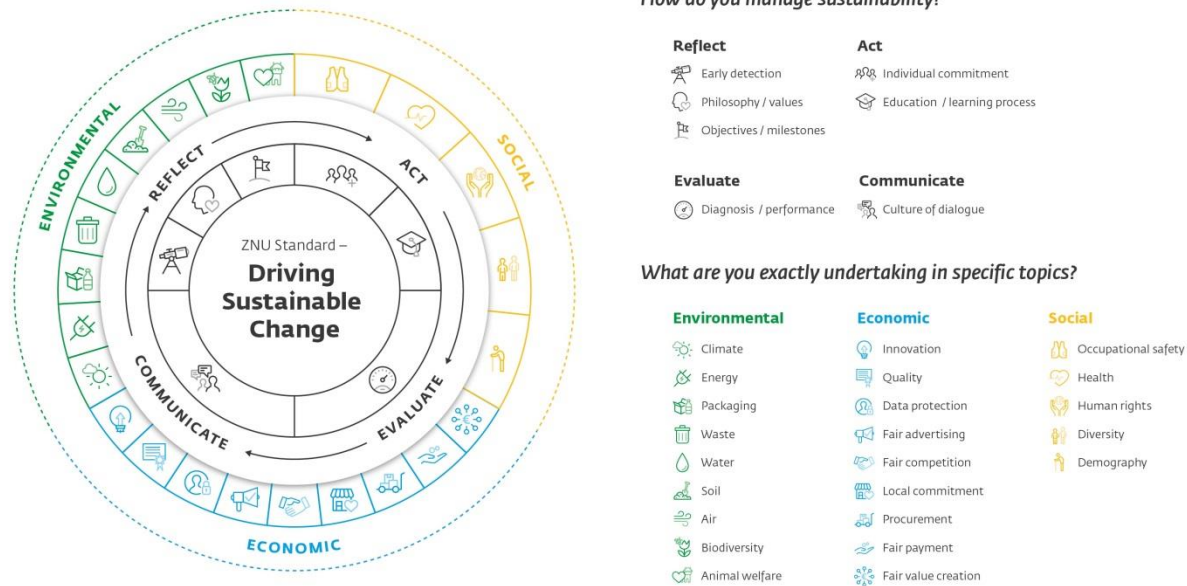 ENVIRONMENTAL
SOCIAL
ECONOMIC
REFLECT
ACT
EVALUATE
COMMUNICATE
ZNU Standard –
Driving
Sustainable
Change
How do you manage sustainability?
Reflect
Early detection
Philosophy / values
Objectives / milestones
Act
Individual commitment
Education / learning process
Evaluate
Diagnosis / performance
Communicate
Culture of dialogue
What are you exactly undertaking in specific topics?
Environmental
Climate
Energy
Packaging
Waste
Water
Soil
Air
Biodiversity
Animal welfare
Economic
Innovation
Quality
Data protection
Fair advertising
Fair competition
Local commitment
Procurement
Fair payment
Fair value creation
Social
Occupational safety
Health
Human rights
Diversity
Demography